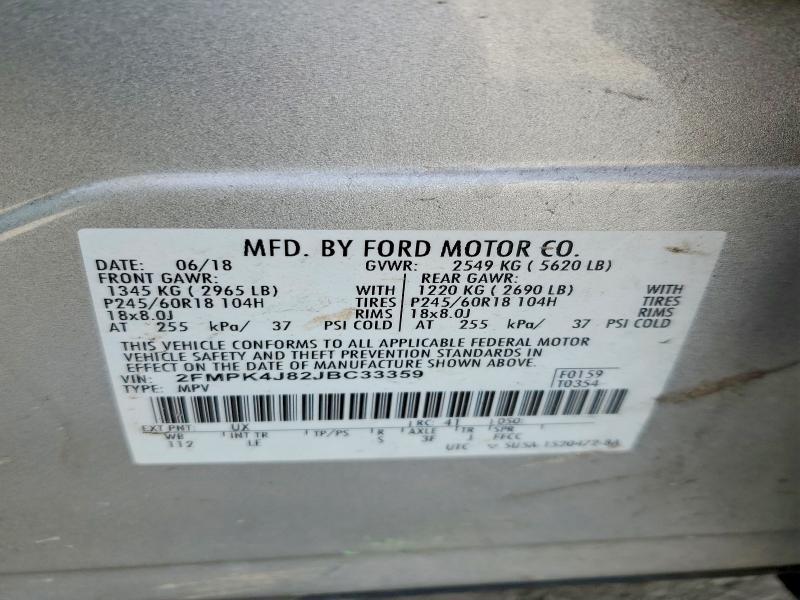 MFD. BY FORD MOTOR CO.
DATE: 06/18 GVWR: 2549 KG ( 5620 LB)
FRONT GAWR: REAR GAWR:
1345 KG ( 2965 LB) WITH 1220 KG ( 2690 LB) WITH
P245/60R18 104H TIRES P245/60R18 104H TIRES
18x8.0J RIMS 18x8.0J RIMS
AT 255 kPa/ 37 PSI COLD AT 255 kPa/ 37 PSI COLD
THIS VEHICLE CONFORMS TO ALL APPLICABLE FEDERAL MOTOR
VEHICLE SAFETY AND THEFT PREVENTION STANDARDS IN
EFFECT ON THE DATE OF MANUFACTURE SHOWN ABOVE.
VIN: 2FMPK4J82JBC33359 F0159
TYPE: MPV T0354
EXT PNT UX RC 41 DSO:
WB INT TR TP/PS R AXLE TR SPR
112 LE S 3F J FFCC
UTC